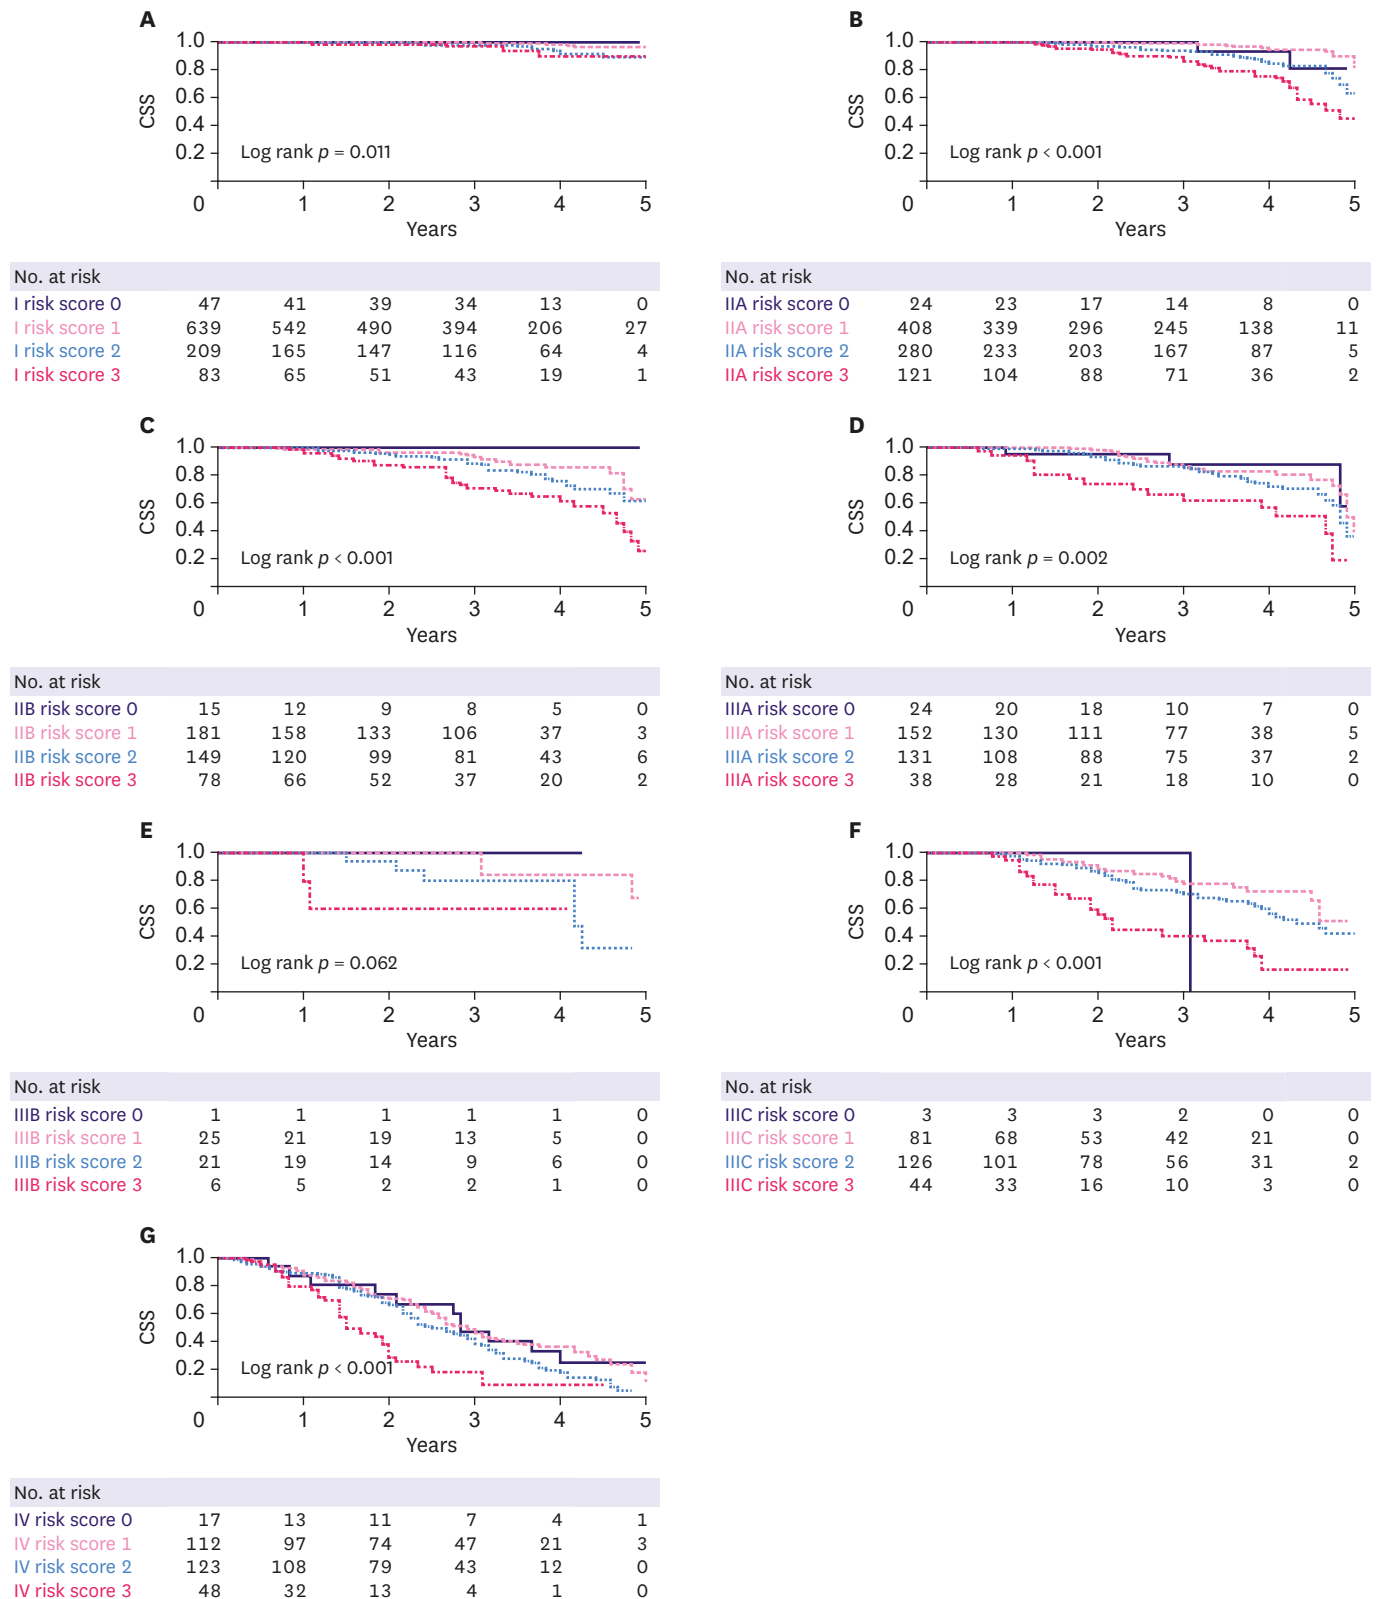 A
1.0
0.8
0.6
0.4
0.2
CSS
Log rank p = 0.011
0 1 2 3 4 5
Years
No. at risk
I risk score 0 47 41 39 34 13 0
I risk score 1 639 542 490 394 206 27
I risk score 2 209 165 147 116 64 4
I risk score 3 83 65 51 43 19 1
B
1.0
0.8
0.6
0.4
0.2
CSS
Log rank p < 0.001
0 1 2 3 4 5
Years
No. at risk
IIA risk score 0 24 23 17 14 8 0
IIA risk score 1 408 339 296 245 138 11
IIA risk score 2 280 233 203 167 87 5
IIA risk score 3 121 104 88 71 36 2
C
1.0
0.8
0.6
0.4
0.2
CSS
Log rank p < 0.001
0 1 2 3 4 5
Years
No. at risk
IIB risk score 0 15 12 9 8 5 0
IIB risk score 1 181 158 133 106 37 3
IIB risk score 2 149 120 99 81 43 6
IIB risk score 3 78 66 52 37 20 2
D
1.0
0.8
0.6
0.4
0.2
CSS
Log rank p = 0.002
0 1 2 3 4 5
Years
No. at risk
IIIA risk score 0 24 20 18 10 7 0
IIIA risk score 1 152 130 111 77 38 5
IIIA risk score 2 131 108 88 75 37 2
IIIA risk score 3 38 28 21 18 10 0
E
1.0
0.8
0.6
0.4
0.2
CSS
Log rank p = 0.062
0 1 2 3 4 5
Years
No. at risk
IIIB risk score 0 1 1 1 1 1 0
IIIB risk score 1 25 21 19 13 5 0
IIIB risk score 2 21 19 14 9 6 0
IIIB risk score 3 6 5 2 2 1 0
F
1.0
0.8
0.6
0.4
0.2
CSS
Log rank p < 0.001
0 1 2 3 4 5
Years
No. at risk
IIIC risk score 0 3 3 3 2 0 0
IIIC risk score 1 81 68 53 42 21 0
IIIC risk score 2 126 101 78 56 31 2
IIIC risk score 3 44 33 16 10 3 0
G
1.0
0.8
0.6
0.4
0.2
CSS
Log rank p < 0.001
0 1 2 3 4 5
Years
No. at risk
IV risk score 0 17 13 11 7 4 1
IV risk score 1 112 97 74 47 21 3
IV risk score 2 123 108 79 43 12 0
IV risk score 3 48 32 13 4 1 0